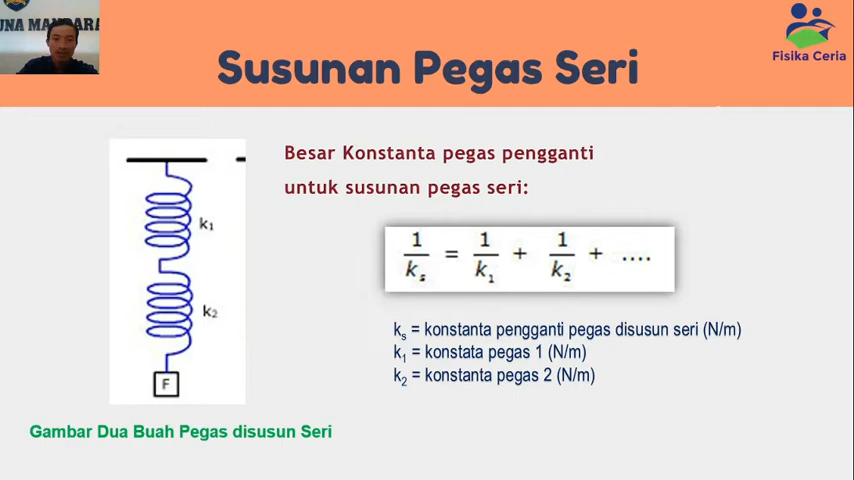 Susunan Pegas Seri
Fisika Ceria
Besar Konstanta pegas pengganti
untuk susunan pegas seri:
1/kₛ = 1/k₁ + 1/k₂ + ....
k₁
k₂
F
kₛ = konstanta pengganti pegas disusun seri (N/m)
k₁ = konstata pegas 1 (N/m)
k₂ = konstanta pegas 2 (N/m)
Gambar Dua Buah Pegas disusun Seri